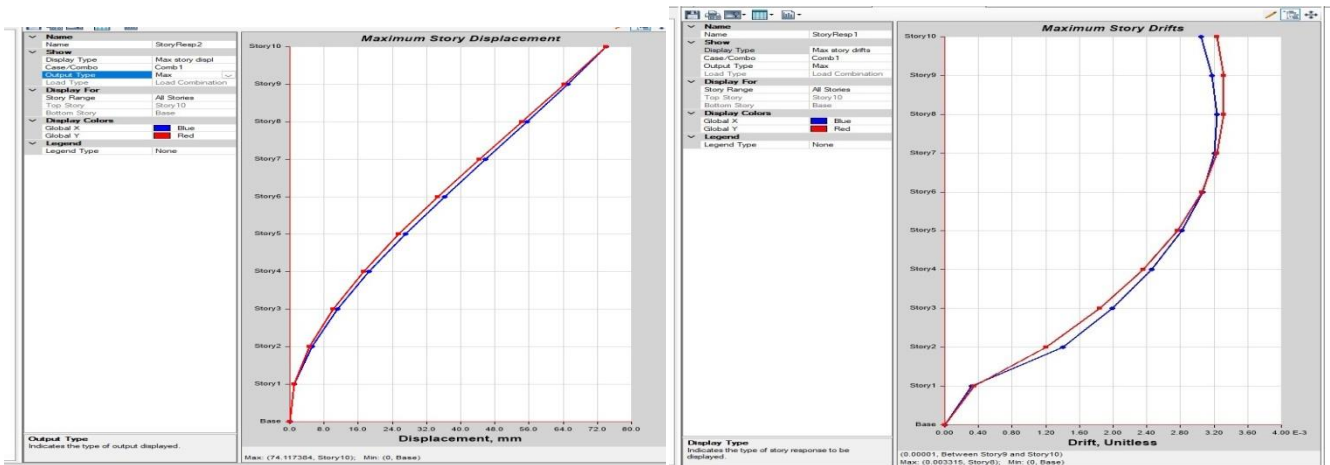 Name
Name StoryResp2
Show
Display Type Max story displ
Case/Combo Comb1
Output Type Max
Load Type Load Combination
Display For
Story Range All Stories
Top Story Story10
Bottom Story Base
Display Colors
Global X Blue
Global Y Red
Legend
Legend Type None
Output Type
Indicates the type of output displayed.
Maximum Story Displacement
Story10
Story9
Story8
Story7
Story6
Story5
Story4
Story3
Story2
Story1
Base
0.0 8.0 16.0 24.0 32.0 40.0 48.0 56.0 64.0 72.0 80.0
Displacement, mm
Max: (74.117384, Story10); Min: (0, Base)
Name
Name StoryResp1
Show
Display Type Max story drifts
Case/Combo Comb1
Output Type Max
Load Type Load Combination
Display For
Story Range All Stories
Top Story Story10
Bottom Story Base
Display Colors
Global X Blue
Global Y Red
Legend
Legend Type None
Display Type
Indicates the type of story response to be
displayed.
Maximum Story Drifts
Story10
Story9
Story8
Story7
Story6
Story5
Story4
Story3
Story2
Story1
Base
0.00 0.40 0.80 1.20 1.60 2.00 2.40 2.80 3.20 3.60 4.00 E-3
Drift, Unitless
(0.00001, Between Story9 and Story10)
Max: (0.003315, Story8); Min: (0, Base)